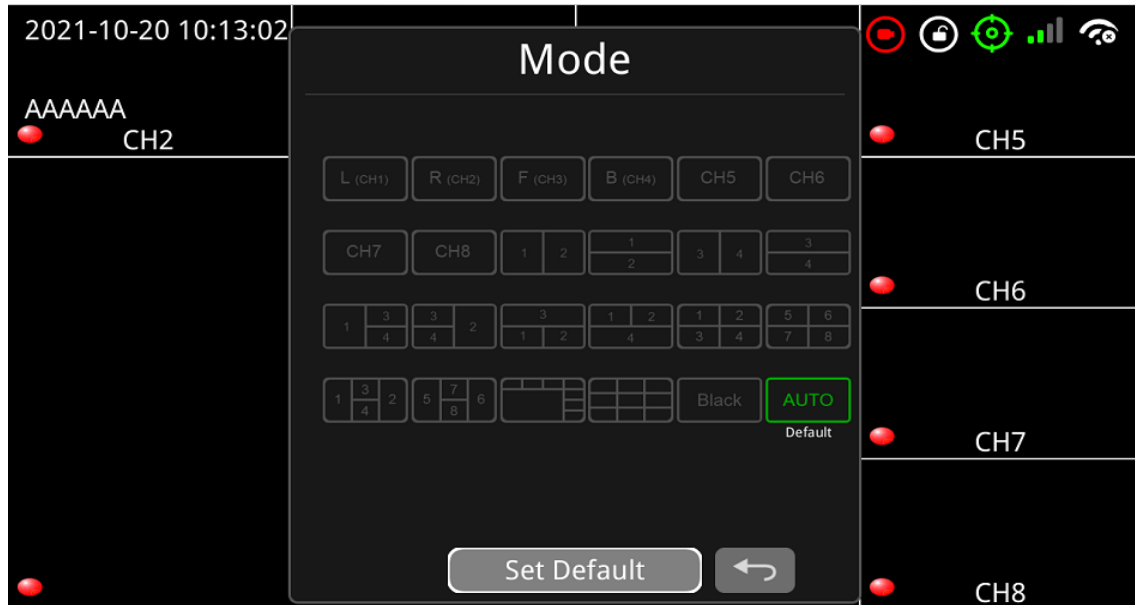 2021-10-20 10:13:02
Mode
AAAAAA
CH2
CH5
L (CH1) R (CH2) F (CH3) B (CH4) CH5 CH6
CH7 CH8 1 2 1 2 3 4 3 4
CH6
1 3 4 3 4 2 3 1 2 1 2 4 1 2 3 4 5 6 7 8
1 3 4 2 5 7 8 6 Black AUTO
Default
CH7
Set Default
CH8